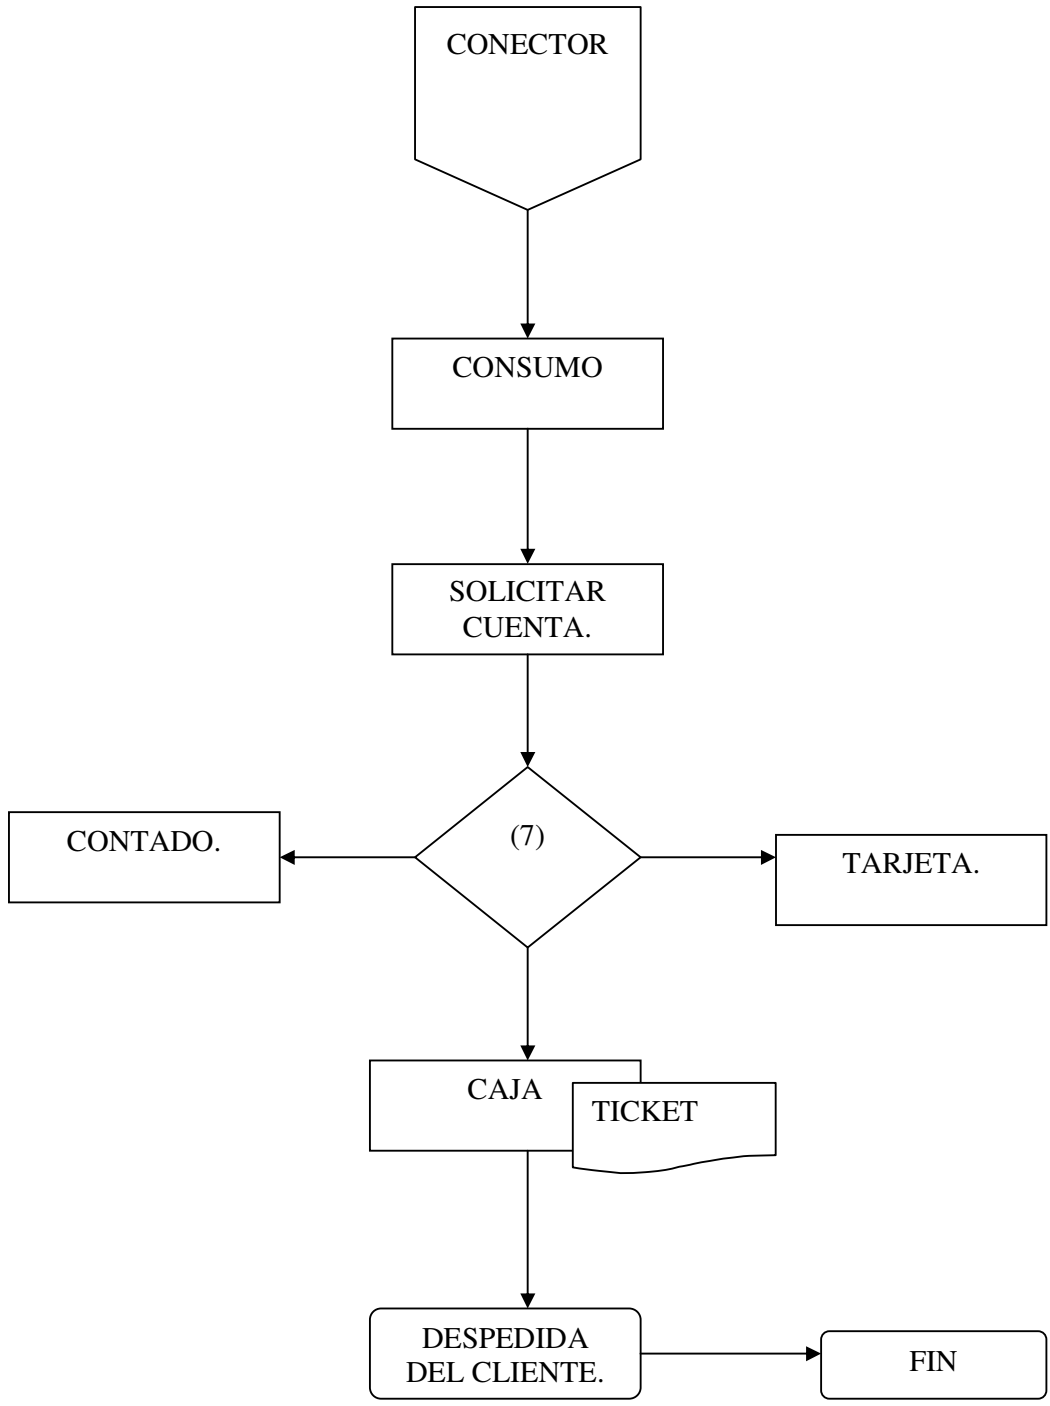 CONECTOR
CONSUMO
SOLICITAR
CUENTA.
(7)
CONTADO.
TARJETA.
CAJA
TICKET
DESPEDIDA
DEL CLIENTE.
FIN